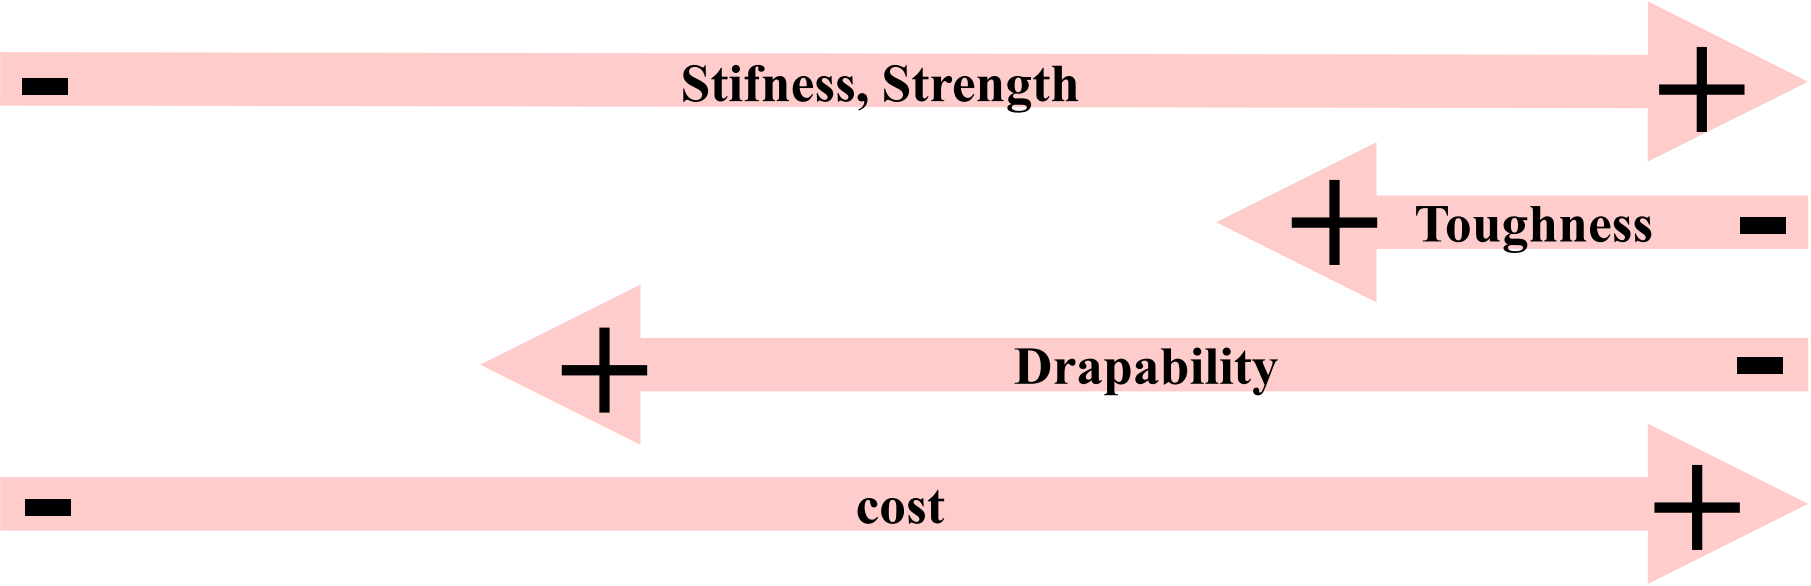 - Stifness, Strength +
+ Toughness -
+ Drapability -
- cost +